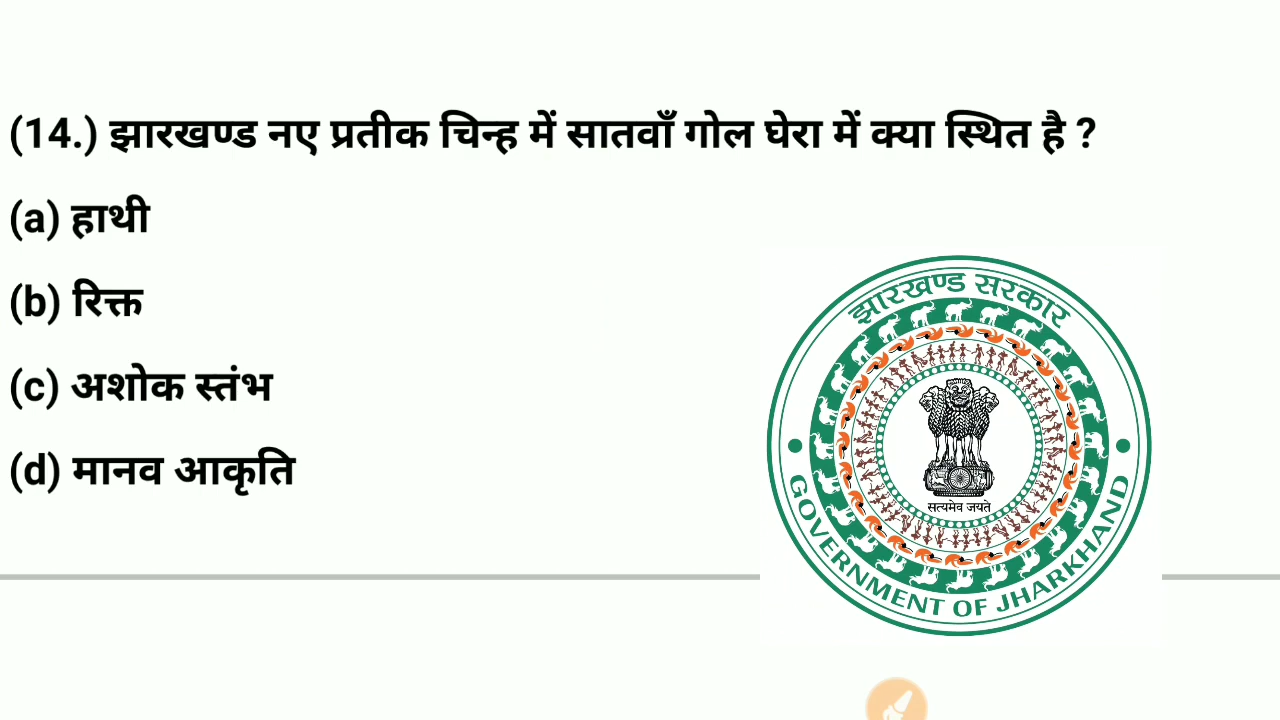 (14.) झारखण्ड नए प्रतीक चिन्ह में सातवाँ गोल घेरा में क्या स्थित है ?
(a) हाथी
(b) रिक्त
(c) अशोक स्तंभ
(d) मानव आकृति
झारखण्ड सरकार
सत्यमेव जयते
GOVERNMENT OF JHARKHAND